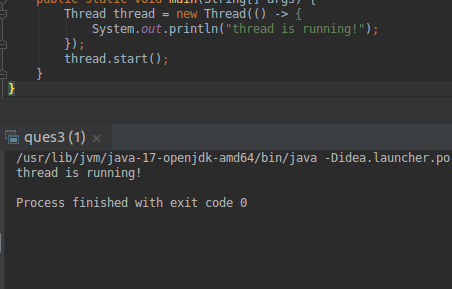 public static void main(String[] args) {
Thread thread = new Thread(() -> {
System.out.println("thread is running!");
});
thread.start();
}
}
ques3 (1) ×
/usr/lib/jvm/java-17-openjdk-amd64/bin/java -Didea.launcher.po
thread is running!
Process finished with exit code 0